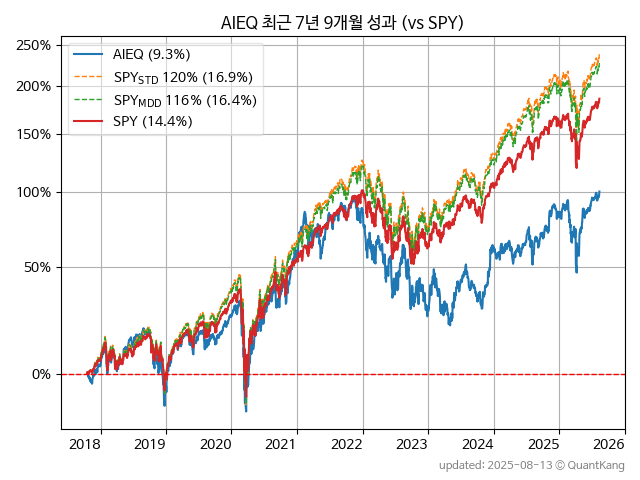 AIEQ 최근 7년 9개월 성과 (vs SPY)
250%
200%
150%
100%
50%
0%
AIEQ (9.3%)
SPY_STD 120% (16.9%)
SPY_MDD 116% (16.4%)
SPY (14.4%)
2018 2019 2020 2021 2022 2023 2024 2025 2026
updated: 2025-08-13 © QuantKang